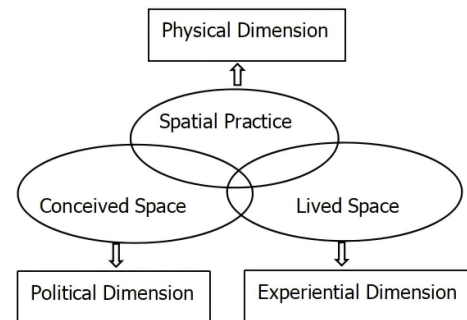 Physical Dimension
Spatial Practice
Conceived Space
Lived Space
Political Dimension
Experiential Dimension